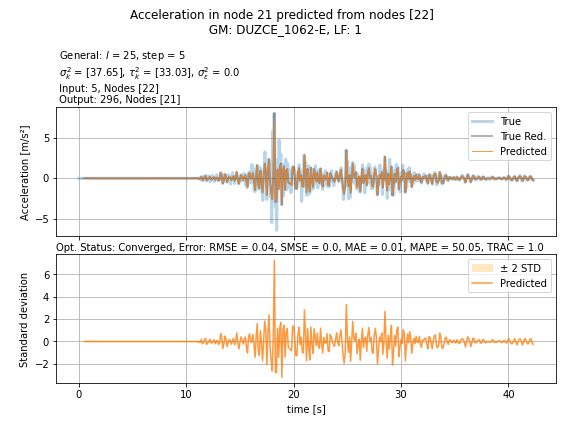 Acceleration in node 21 predicted from nodes [22]
GM: DUZCE_1062-E, LF: 1
General: l = 25, step = 5
σ²ₖ = [37.65], τ²ₖ = [33.03], σ²ₑ = 0.0
Input: 5, Nodes [22]
Output: 296, Nodes [21]
True
True Red.
Predicted
Acceleration [m/s²]
5
0
−5
Opt. Status: Converged, Error: RMSE = 0.04, SMSE = 0.0, MAE = 0.01, MAPE = 50.05, TRAC = 1.0
± 2 STD
Predicted
Standard deviation
6
4
2
0
−2
0 10 20 30 40
time [s]